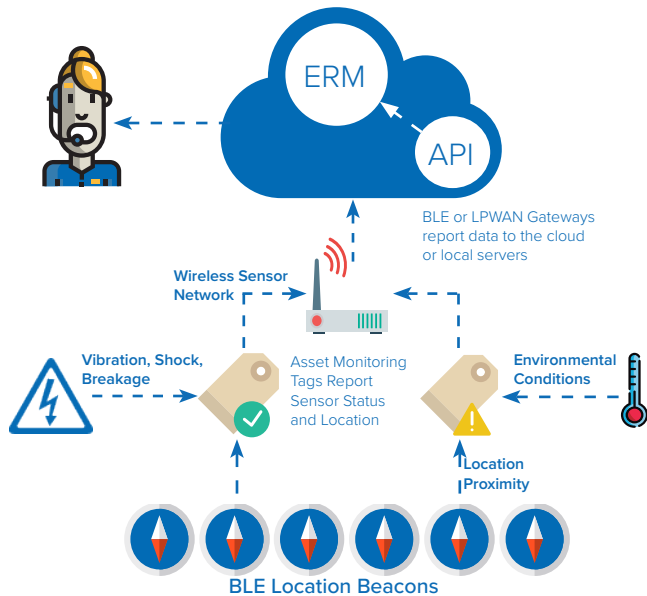 ERM
API
BLE or LPWAN Gateways
report data to the cloud
or local servers
Wireless Sensor
Network
Vibration, Shock,
Breakage
Asset Monitoring
Tags Report
Sensor Status
and Location
Environmental
Conditions
Location
Proximity
BLE Location Beacons